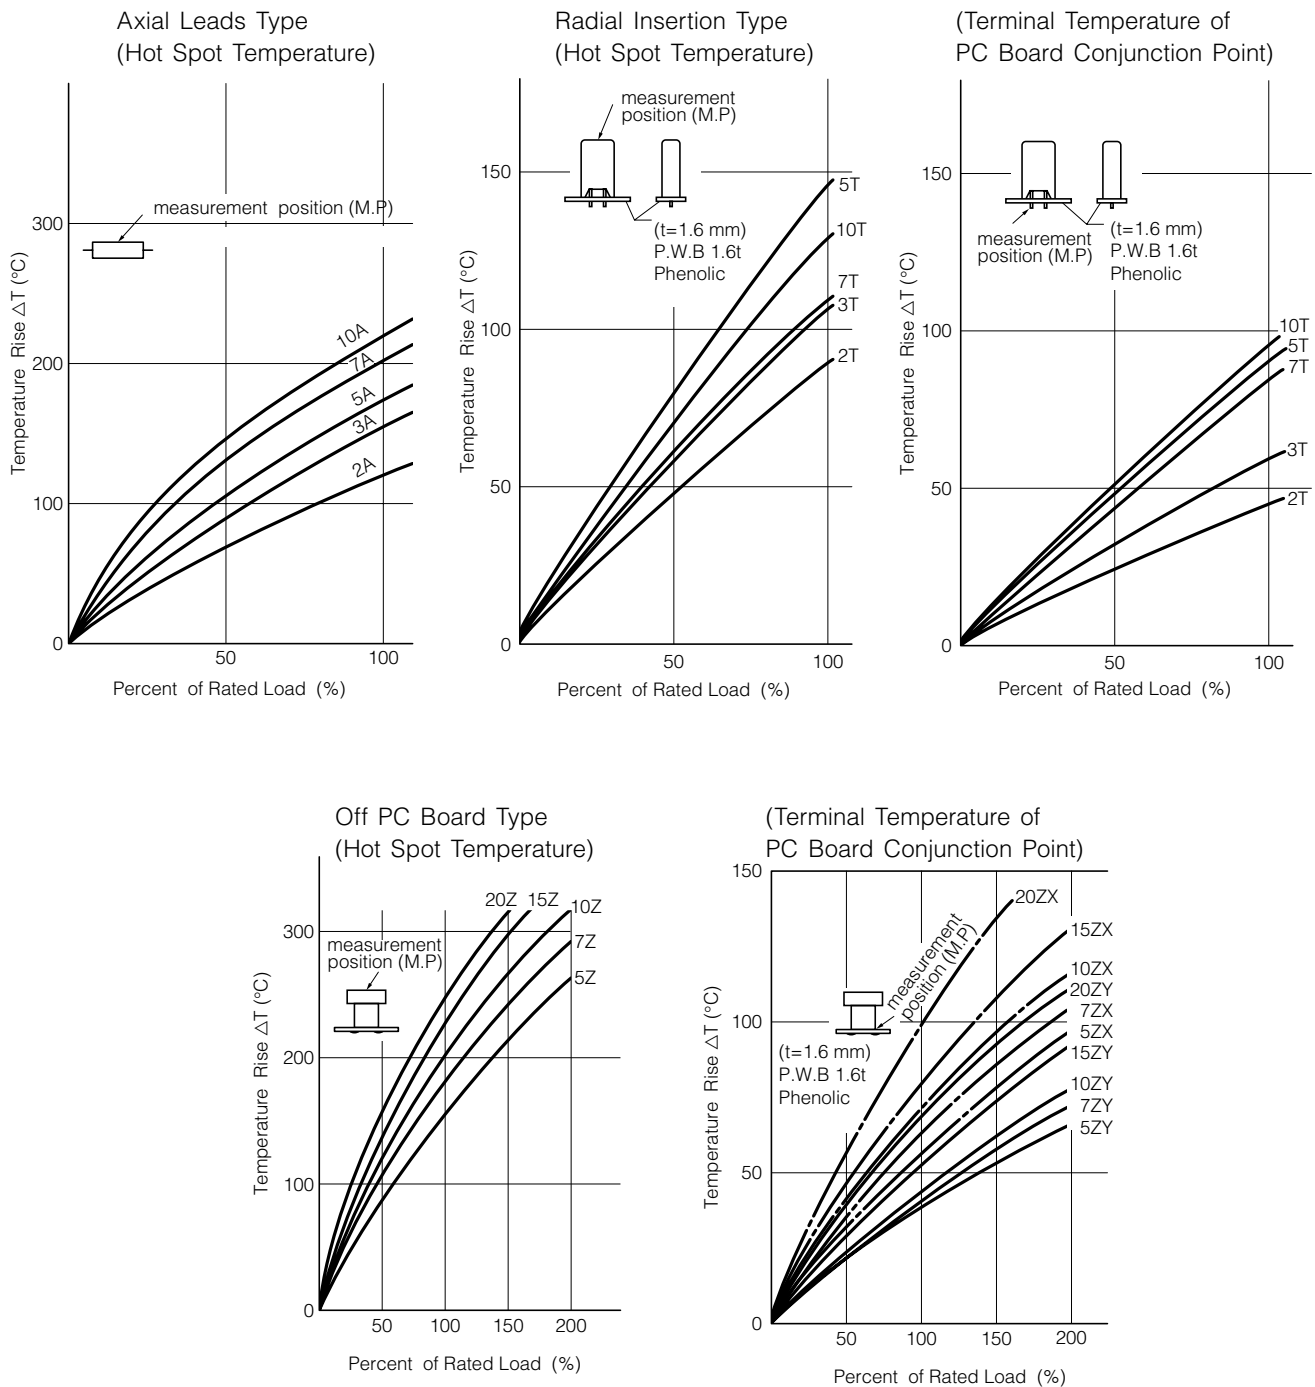 Axial Leads Type
(Hot Spot Temperature)
300
200
100
0
50
100
Temperature Rise △T (°C)
measurement position (M.P)
10A
7A
5A
3A
2A
Percent of Rated Load (%)
Radial Insertion Type
(Hot Spot Temperature)
150
100
50
0
50
100
Temperature Rise △T (°C)
measurement
position (M.P)
(t=1.6 mm)
P.W.B 1.6t
Phenolic
5T
10T
7T
3T
2T
Percent of Rated Load (%)
(Terminal Temperature of
PC Board Conjunction Point)
150
100
50
0
50
100
Temperature Rise △T (°C)
measurement
position (M.P)
(t=1.6 mm)
P.W.B 1.6t
Phenolic
10T
5T
7T
3T
2T
Percent of Rated Load (%)
Off PC Board Type
(Hot Spot Temperature)
300
200
100
0
50
100
150
200
Temperature Rise △T (°C)
measurement
position (M.P)
20Z
15Z
10Z
7Z
5Z
Percent of Rated Load (%)
(Terminal Temperature of
PC Board Conjunction Point)
150
100
50
0
50
100
150
200
Temperature Rise △T (°C)
measurement
position (M.P)
(t=1.6 mm)
P.W.B 1.6t
Phenolic
20ZX
15ZX
10ZX
20ZY
7ZX
5ZX
15ZY
10ZY
7ZY
5ZY
Percent of Rated Load (%)